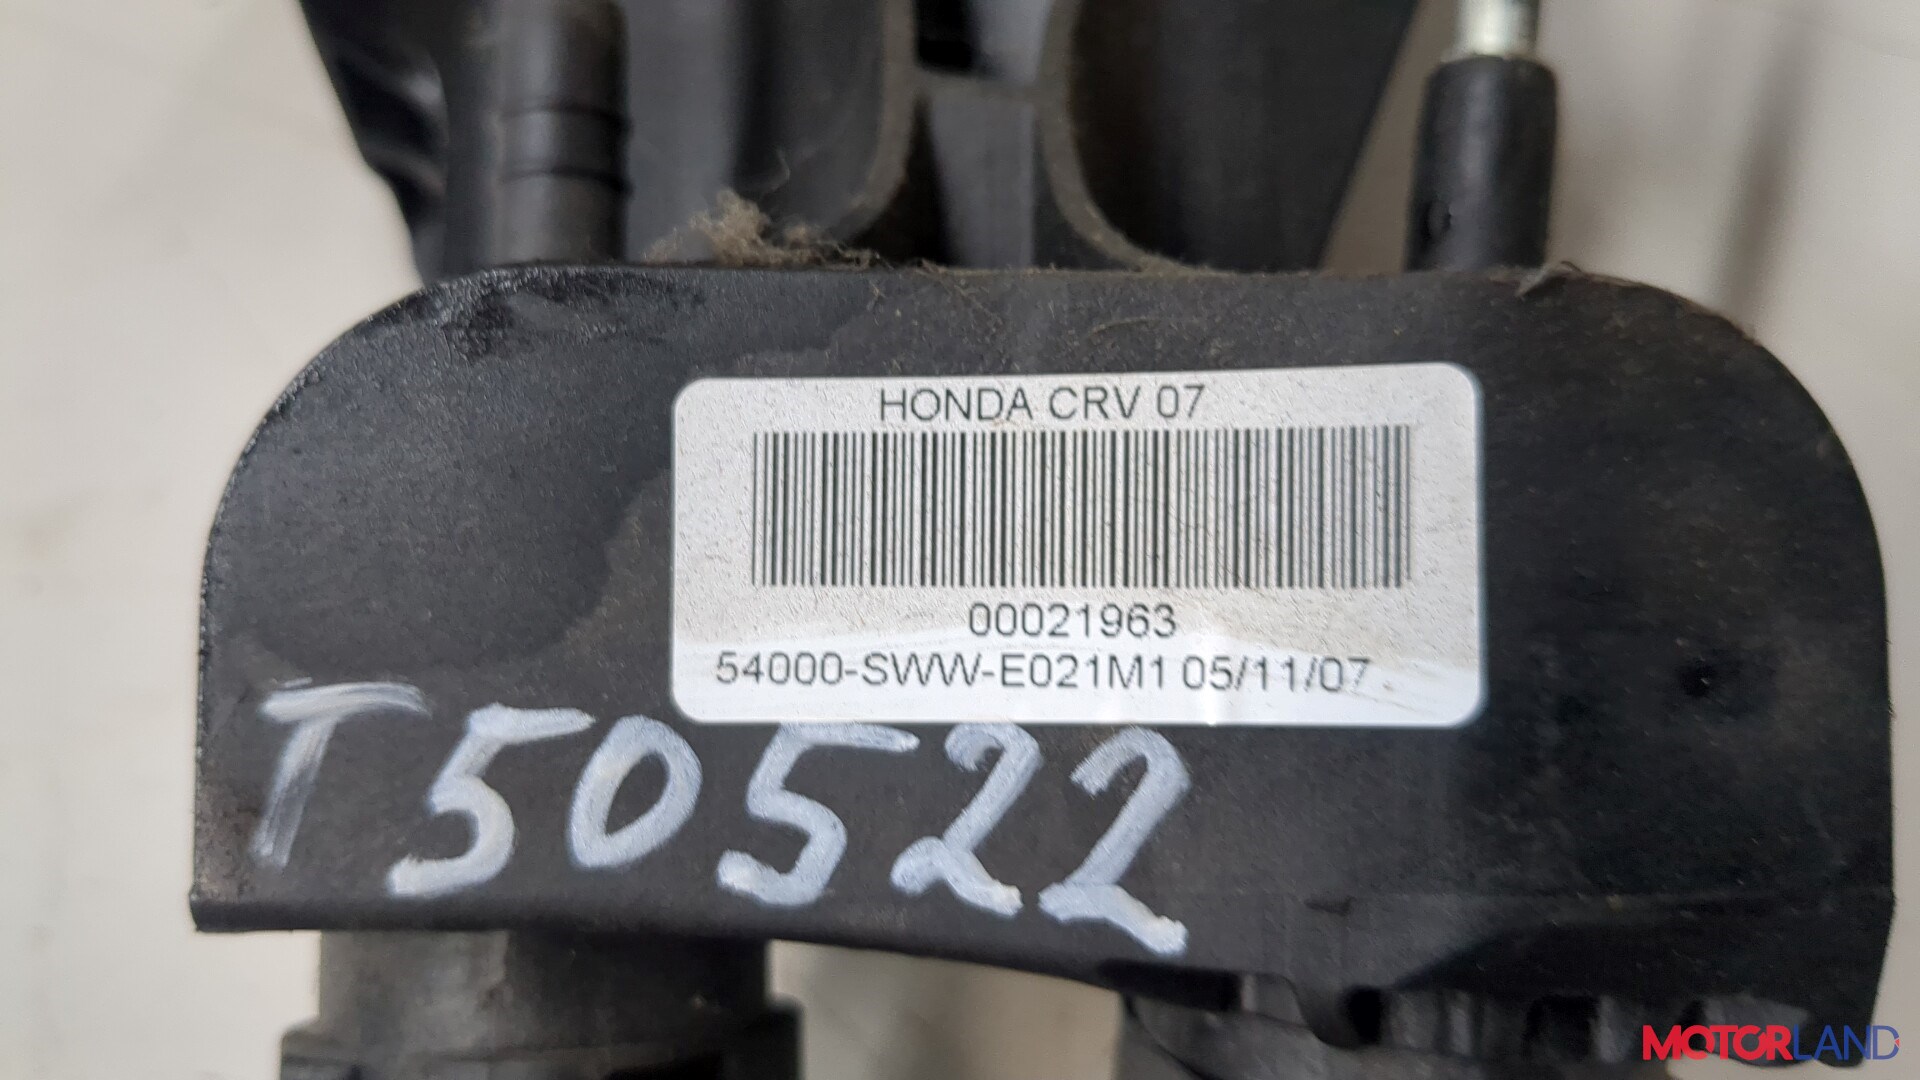 HONDA CRV 07
00021963
54000-SWW-E021M1 05/11/07
T50522
MOTORLAND